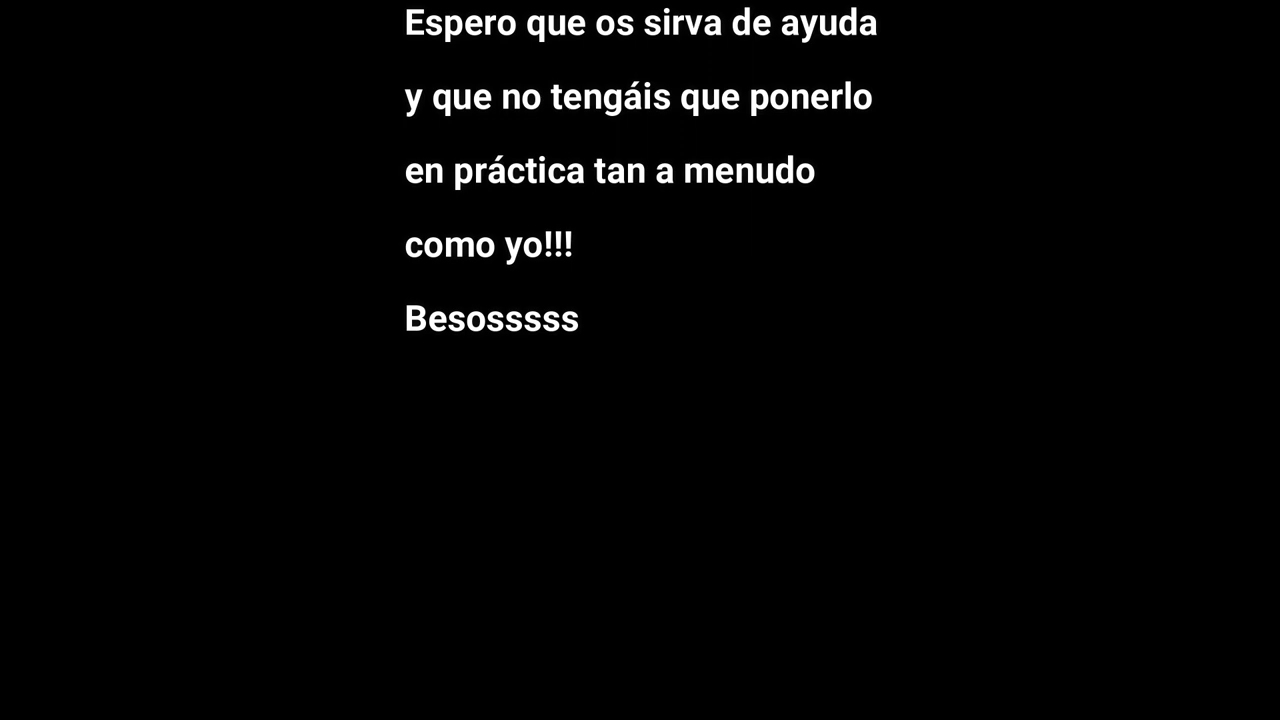 Espero que os sirva de ayuda
y que no tengáis que ponerlo
en práctica tan a menudo
como yo!!!
Besosssss